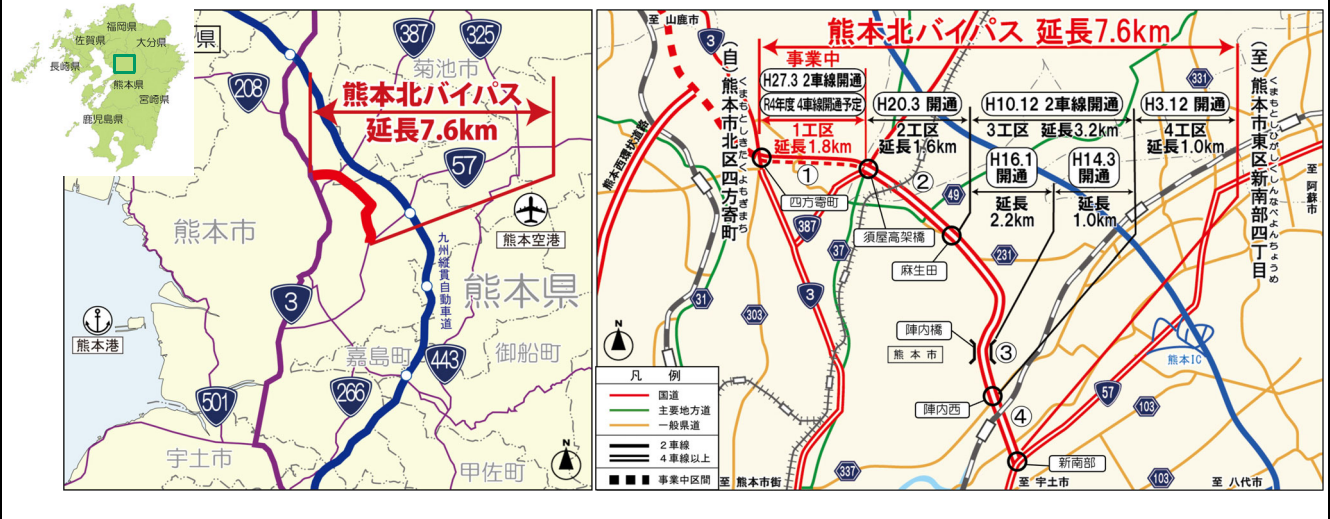 福岡県
佐賀県
大分県
長崎県
熊本県
宮崎県
鹿児島県
県
387
325
菊池市
208
熊本北バイパス
延長7.6km
57
熊本市
熊本空港
九州縦貫自動車道
熊本県
3
熊本港
嘉島町
443
御船町
266
501
宇土市
甲佐町
N
至 山鹿市
3
熊本北バイパス 延長7.6km
(自)熊本市北区四方寄町
くまもとしきたくよもぎまち
(至)熊本市東区新南部四丁目
くまもとしひがしくしんなべよんちょうめ
事業中
H27.3 2車線開通
R4年度 4車線開通予定
1工区
延長1.8km
H20.3 開通
2工区
延長1.6km
H10.12 2車線開通
3工区 延長3.2km
H3.12 開通
4工区
延長1.0km
H16.1
開通
延長
2.2km
H14.3
開通
延長
1.0km
331
熊本西環状道路
①
②
49
四方寄町
387
須屋高架橋
37
麻生田
231
至 阿蘇市
3
31
303
陣内橋
熊本市
③
熊本IC
N
陣内西
④
57
103
新南部
337
103
至 熊本市街
至 宇土市
至 八代市
凡 例
国道
主要地方道
一般県道
2車線
4車線以上
事業中区間